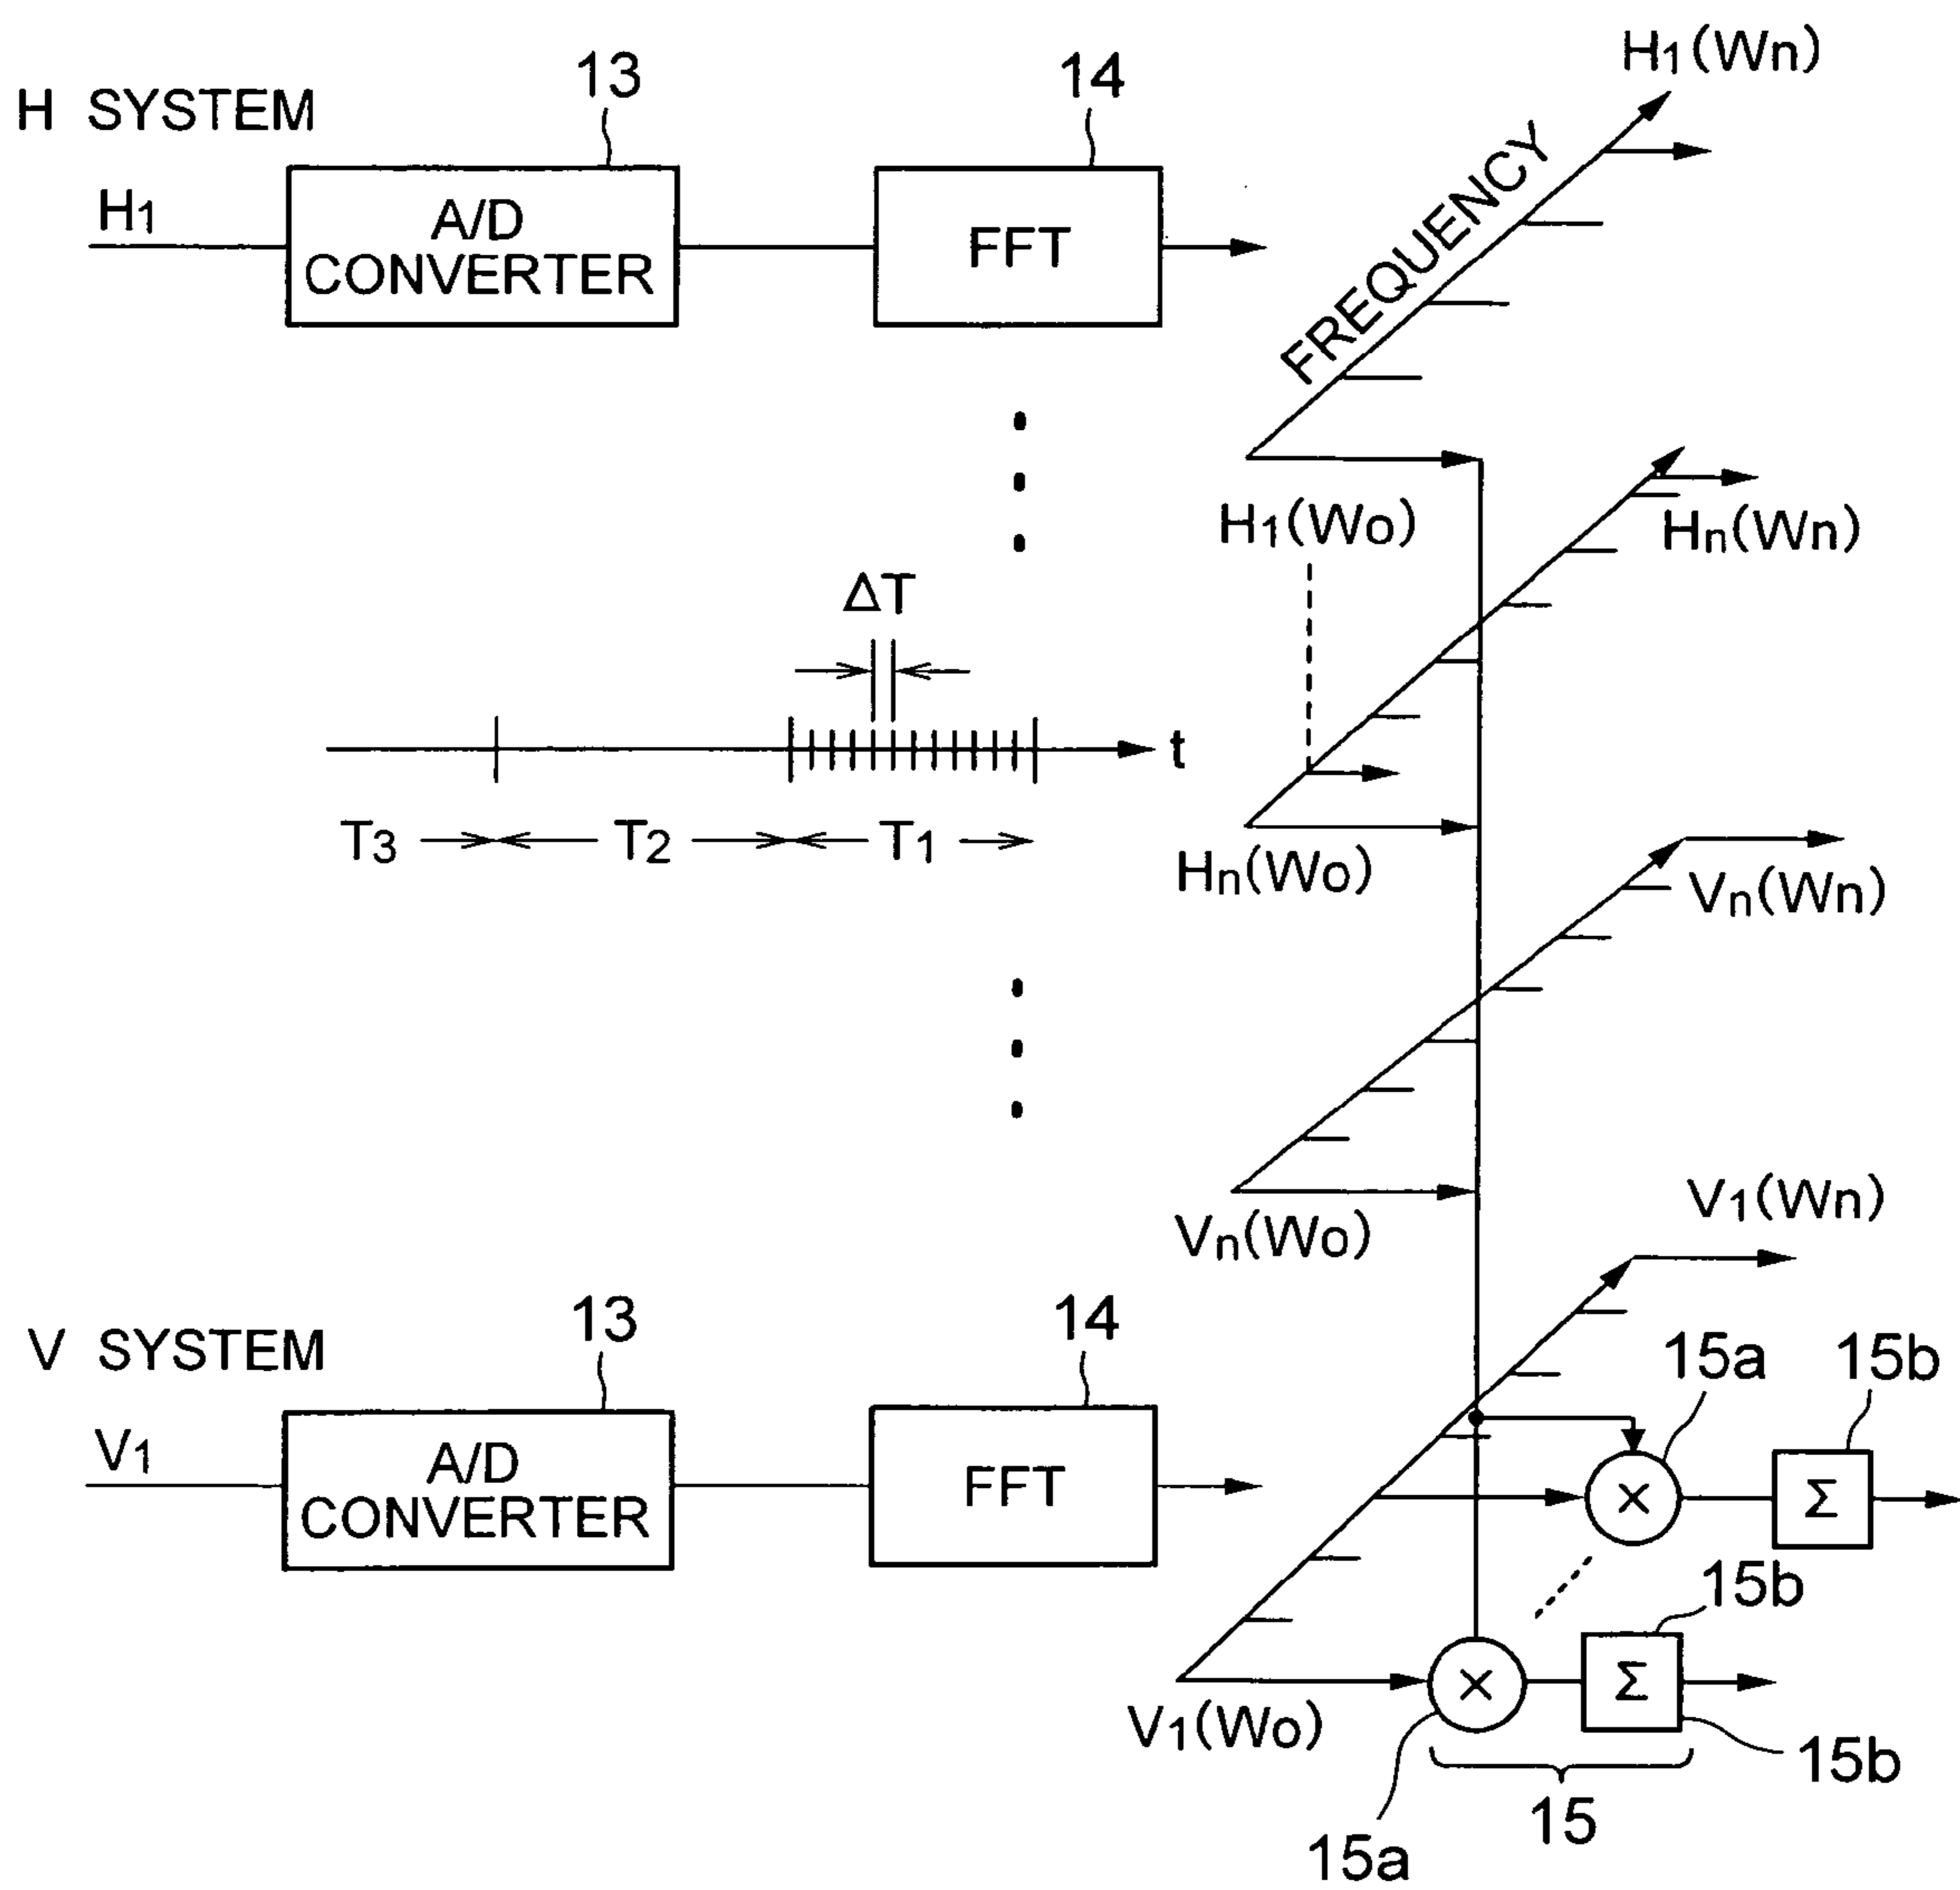 H SYSTEM
13
14
H1(Wn)
H1
A/D
CONVERTER
FFT
FREQUENCY
H1(Wo)
Hn(Wn)
ΔT
t
T3
T2
T1
Hn(Wo)
Vn(Wn)
Vn(Wo)
V1(Wn)
V SYSTEM
13
14
15a
15b
V1
A/D
CONVERTER
FFT
×
Σ
15b
×
Σ
V1(Wo)
15b
15
15a